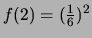 f(2) = (1/6)^2